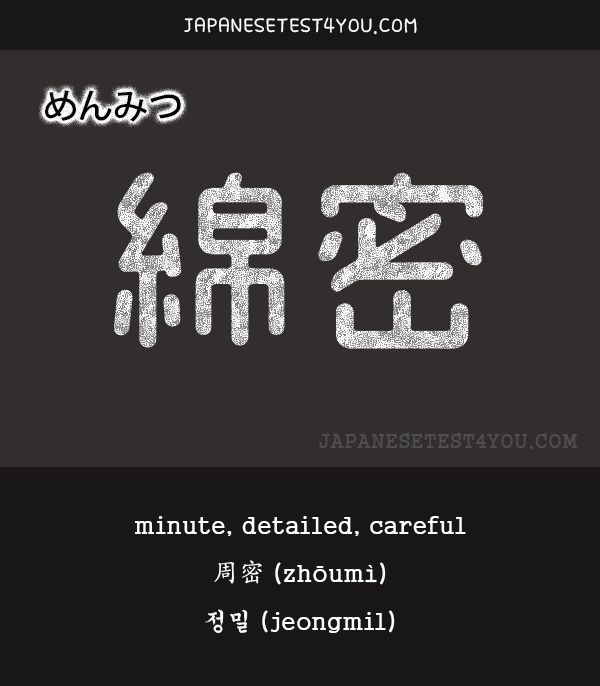 JAPANESETEST4YOU.COM
めんみつ
綿密
JAPANESETEST4YOU.COM
minute, detailed, careful
周密 (zhōumì)
정밀 (jeongmil)